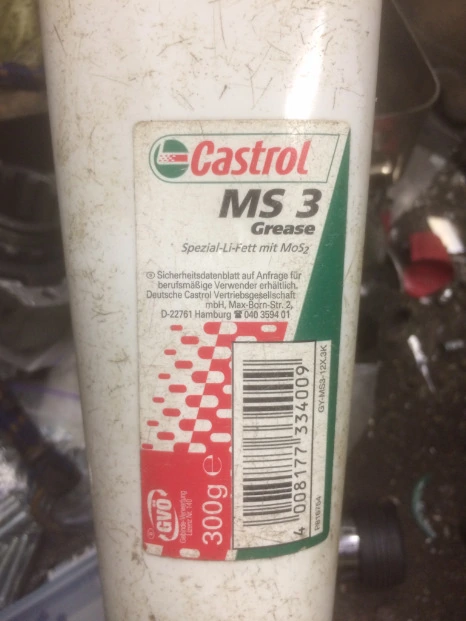 Castrol
MS 3
Grease
Spezial-Li-Fett mit MoS₂
Sicherheitsdatenblatt auf Anfrage für
berufsmäßige Verwender erhältlich.
Deutsche Castrol Vertriebsgesellschaft
mbH, Max-Born-Str. 2,
D-22761 Hamburg ☎ 040 3594 01
GVÖ
300g e
4 008177 334009
GY-MS3-12X.3K